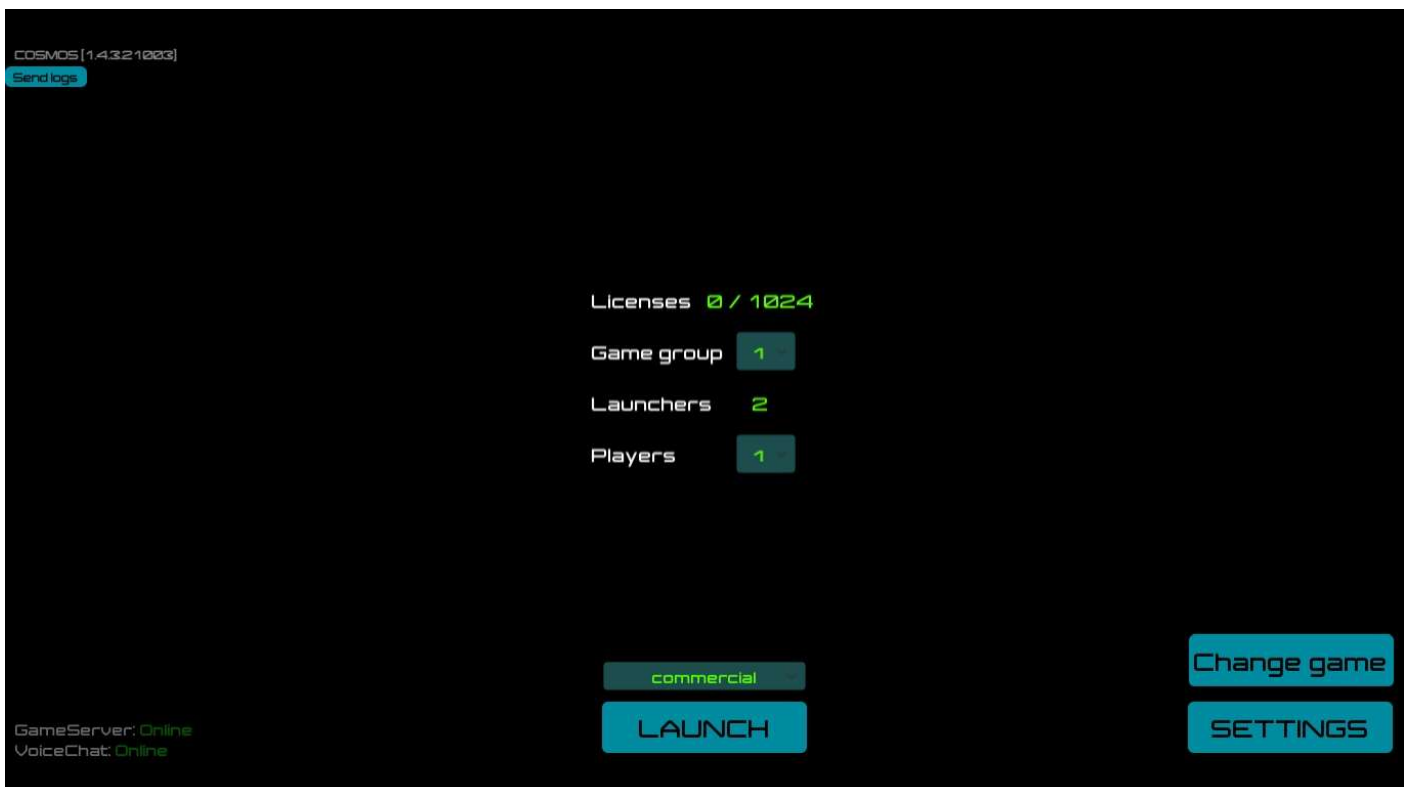 COSMOS [1.4.3.21003]
Send logs
Licenses 0 / 1024
Game group 1
Launchers 2
Players 1
commercial
LAUNCH
Change game
SETTINGS
GameServer: Online
VoiceChat: Online